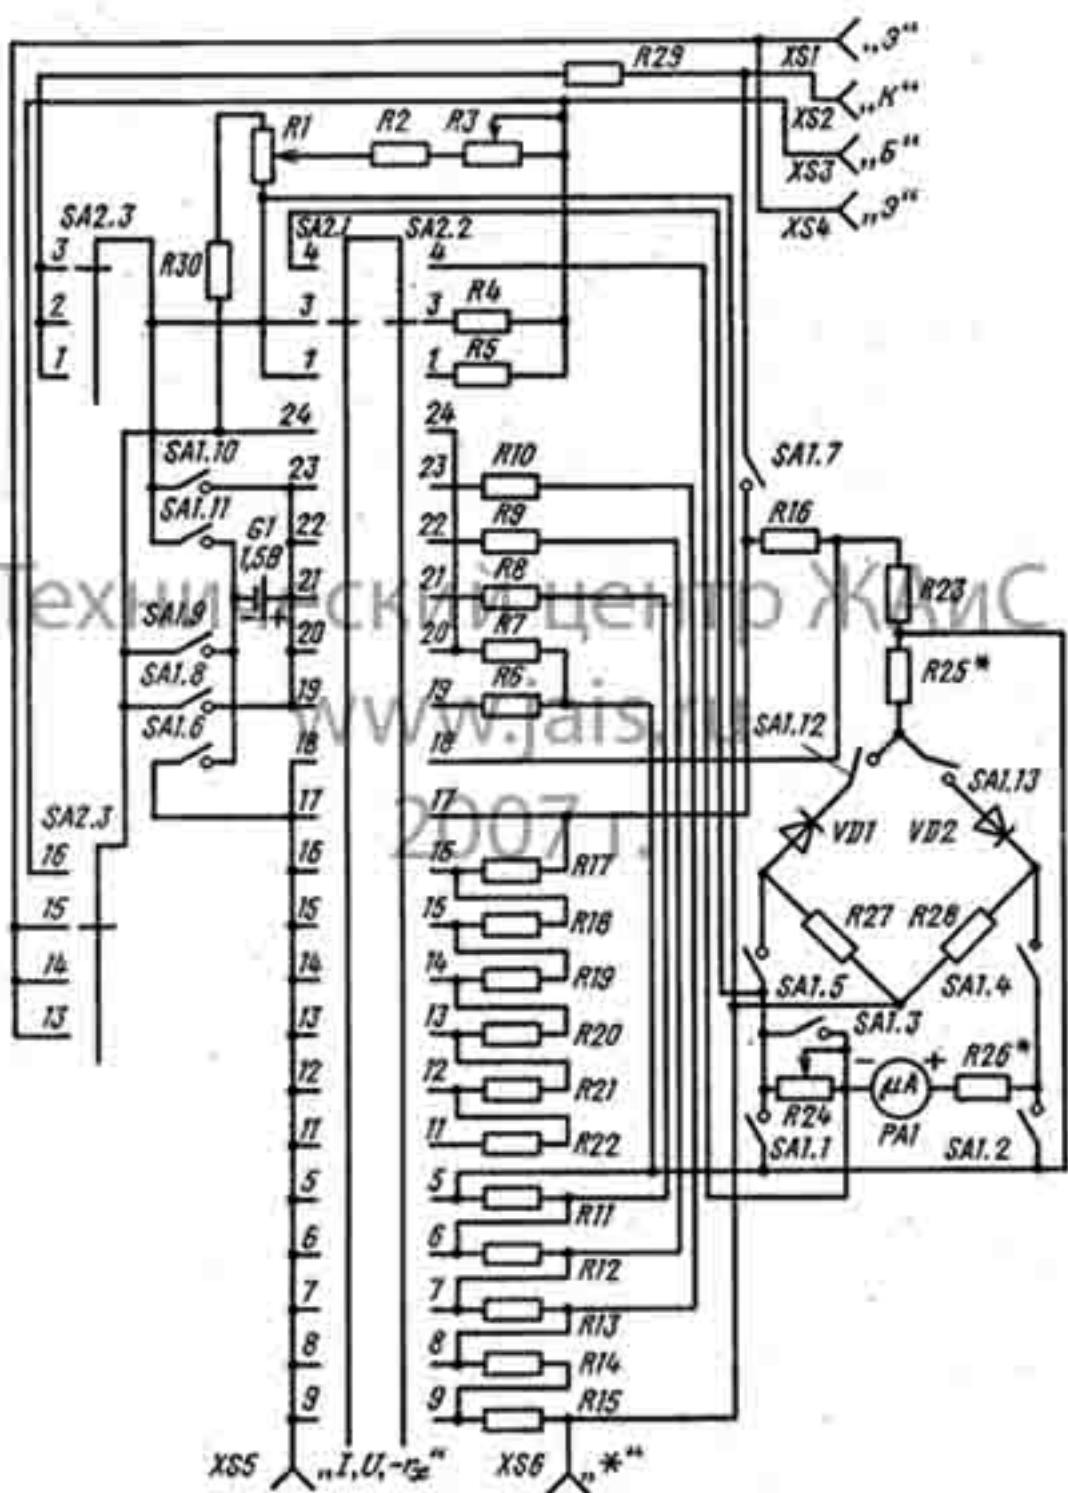 XS1 „Э“
R29
XS2 „К“
R1 R2 R3
XS3 „Б“
SA2.3 XS4 „Э“
SA2.1 SA2.2
3 R30 4 4
2 3 3 R4
1 1 1 R5
24 24
SA1.10 SA1.7
23 23 R10
SA1.11 R16
G1 22 22 R9
1,5В
21 21 R8 R23
Технический центр ЖАиС
SA1.9 - +
20 20 R7
SA1.8 R25*
19 19 R6
www.jais.ru
SA1.6 SA1.12
18 18
SA1.13
SA2.3 17 17
2007 г. VD1 VD2
16 16 16 R17
15 15 15 R18 R27 R28
14 14 14 R19 SA1.5 SA1.4
13 13 13 R20 SA1.3
- + R26*
12 12 R21 μA
R24
11 11 R22 SA1.1 PA1 SA1.2
5 5
R11
6 6
R12
7 7
R13
8 8 R14
9 9 R15
XS5 „I, U, -rx“ XS6 „*“